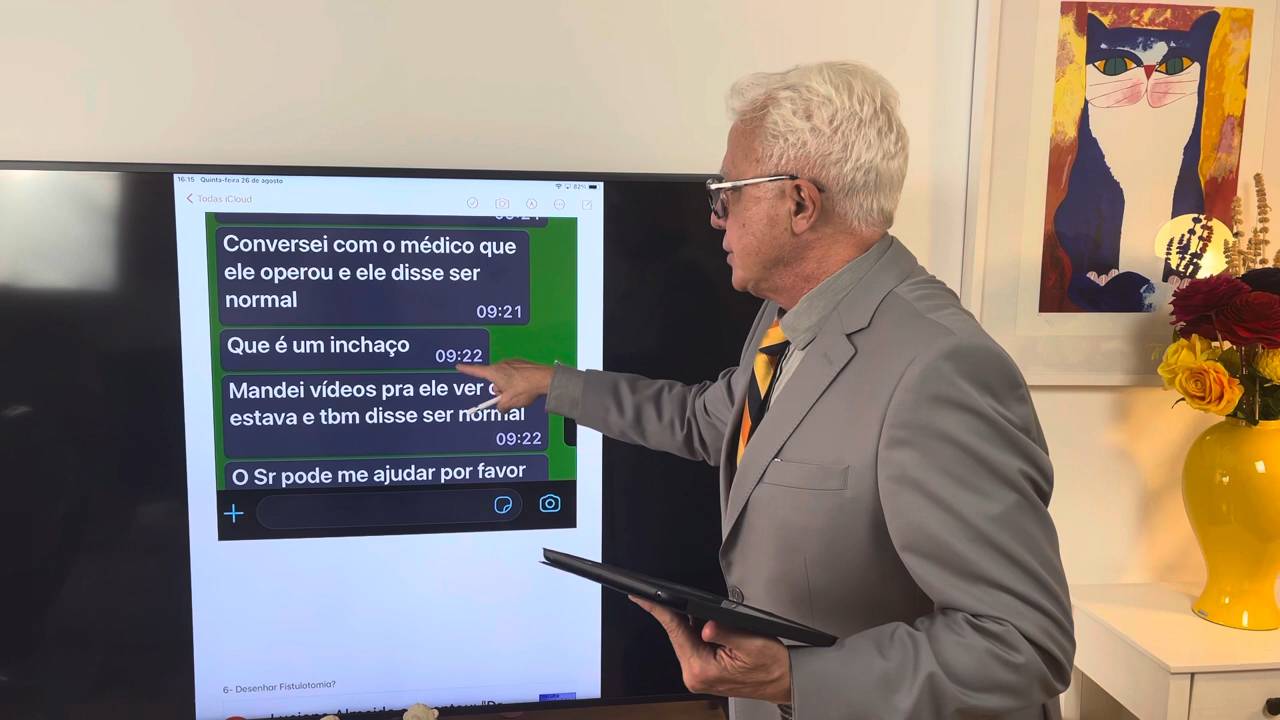 16:15 Quinta-feira 26 de agosto
82%
Todas iCloud
Conversei com o médico que
ele operou e ele disse ser
normal
09:21
Que é um inchaço
09:22
Mandei vídeos pra ele ver
estava e tbm disse ser normal
09:22
O Sr pode me ajudar por favor
6- Desenhar Fistulotomia?